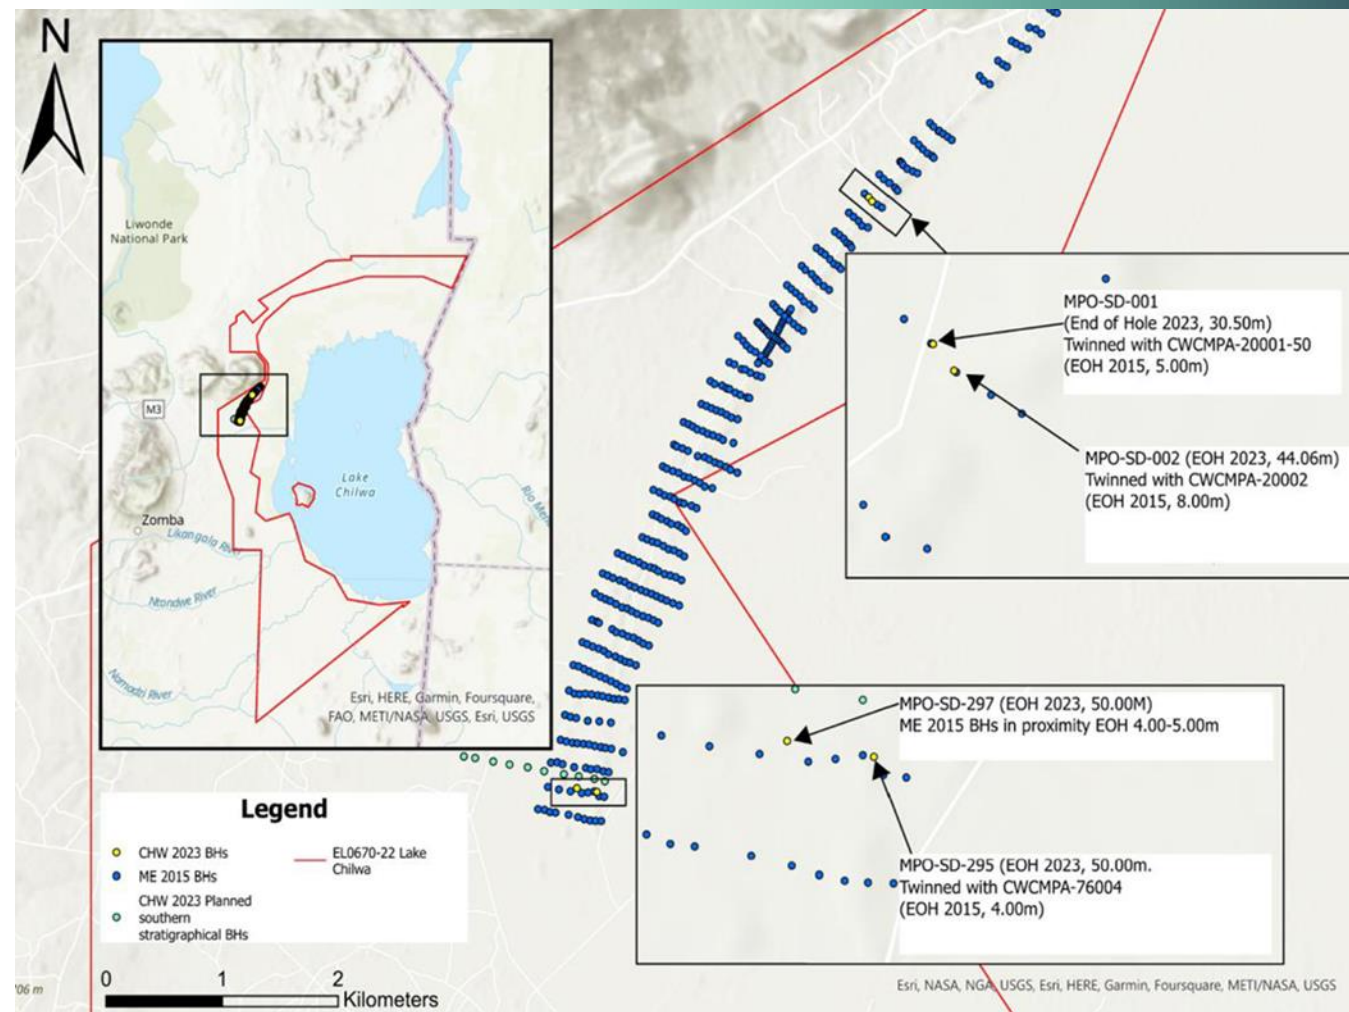 N
Liwonde
National Park
M3
Zomba
Lake
Chilwa
Likangala River
Ntondwe River
Namadzi River
Esri, HERE, Garmin, Foursquare,
FAO, METI/NASA, USGS, Esri, USGS
MPO-SD-001
(End of Hole 2023, 30.50m)
Twinned with CWCMPA-20001-50
(EOH 2015, 5.00m)
MPO-SD-002 (EOH 2023, 44.06m)
Twinned with CWCMPA-20002
(EOH 2015, 8.00m)
MPO-SD-297 (EOH 2023, 50.00M)
ME 2015 BHs in proximity EOH 4.00-5.00m
MPO-SD-295 (EOH 2023, 50.00m.
Twinned with CWCMPA-76004
(EOH 2015, 4.00m)
Legend
CHW 2023 BHs
ME 2015 BHs
CHW 2023 Planned
southern
stratigraphical BHs
EL0670-22 Lake
Chilwa
0 1 2
Kilometers
Esri, NASA, NGA, USGS, Esri, HERE, Garmin, Foursquare, METI/NASA, USGS